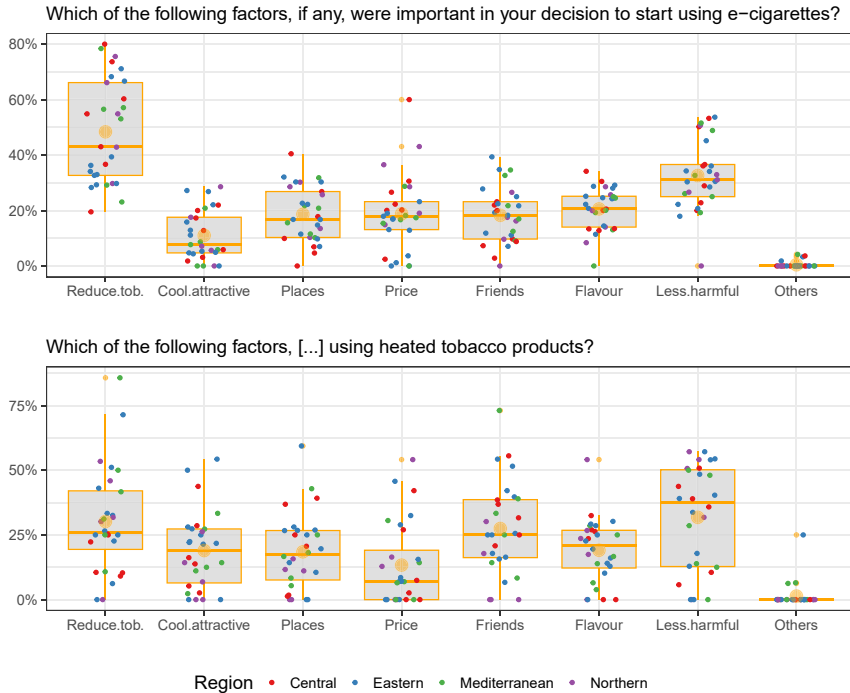 Which of the following factors, if any, were important in your decision to start using e−cigarettes?
80%
60%
40%
20%
0%
Reduce.tob. Cool.attractive Places Price Friends Flavour Less.harmful Others
Which of the following factors, [...] using heated tobacco products?
75%
50%
25%
0%
Reduce.tob. Cool.attractive Places Price Friends Flavour Less.harmful Others
Region Central Eastern Mediterranean Northern